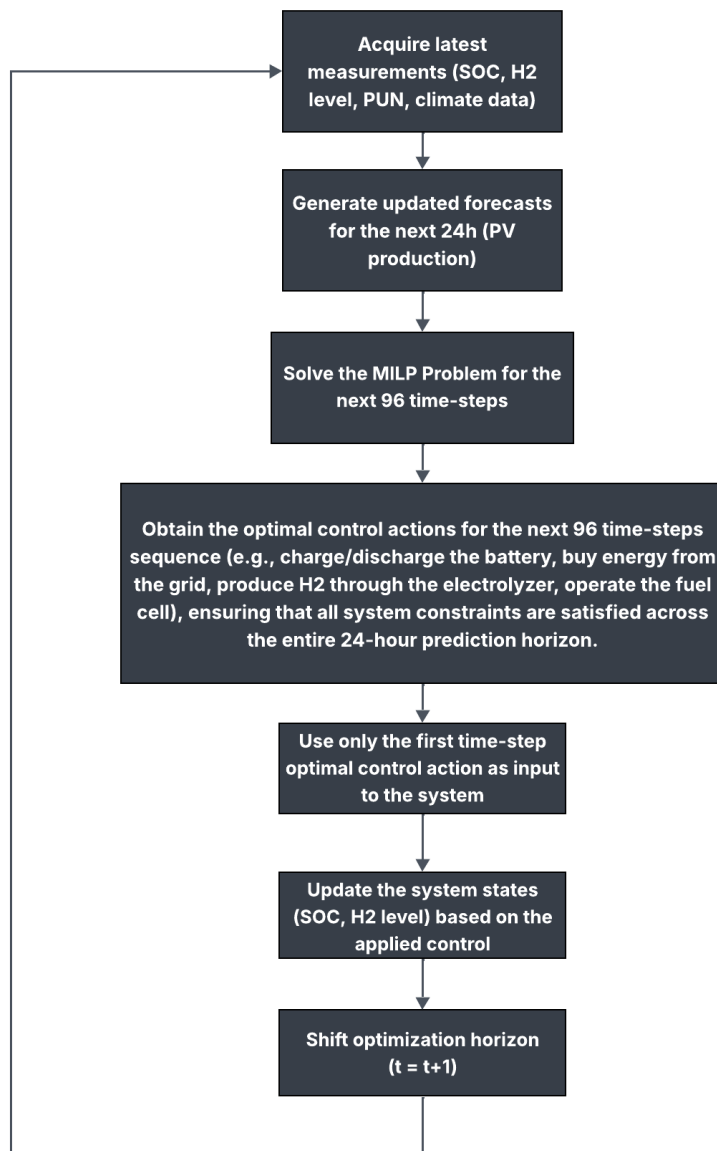 Acquire latest
measurements (SOC, H2
level, PUN, climate data)
Generate updated forecasts
for the next 24h (PV
production)
Solve the MILP Problem for the
next 96 time-steps
Obtain the optimal control actions for the next 96 time-steps
sequence (e.g., charge/discharge the battery, buy energy from
the grid, produce H2 through the electrolyzer, operate the fuel
cell), ensuring that all system constraints are satisfied across
the entire 24-hour prediction horizon.
Use only the first time-step
optimal control action as input
to the system
Update the system states
(SOC, H2 level) based on the
applied control
Shift optimization horizon
(t = t+1)